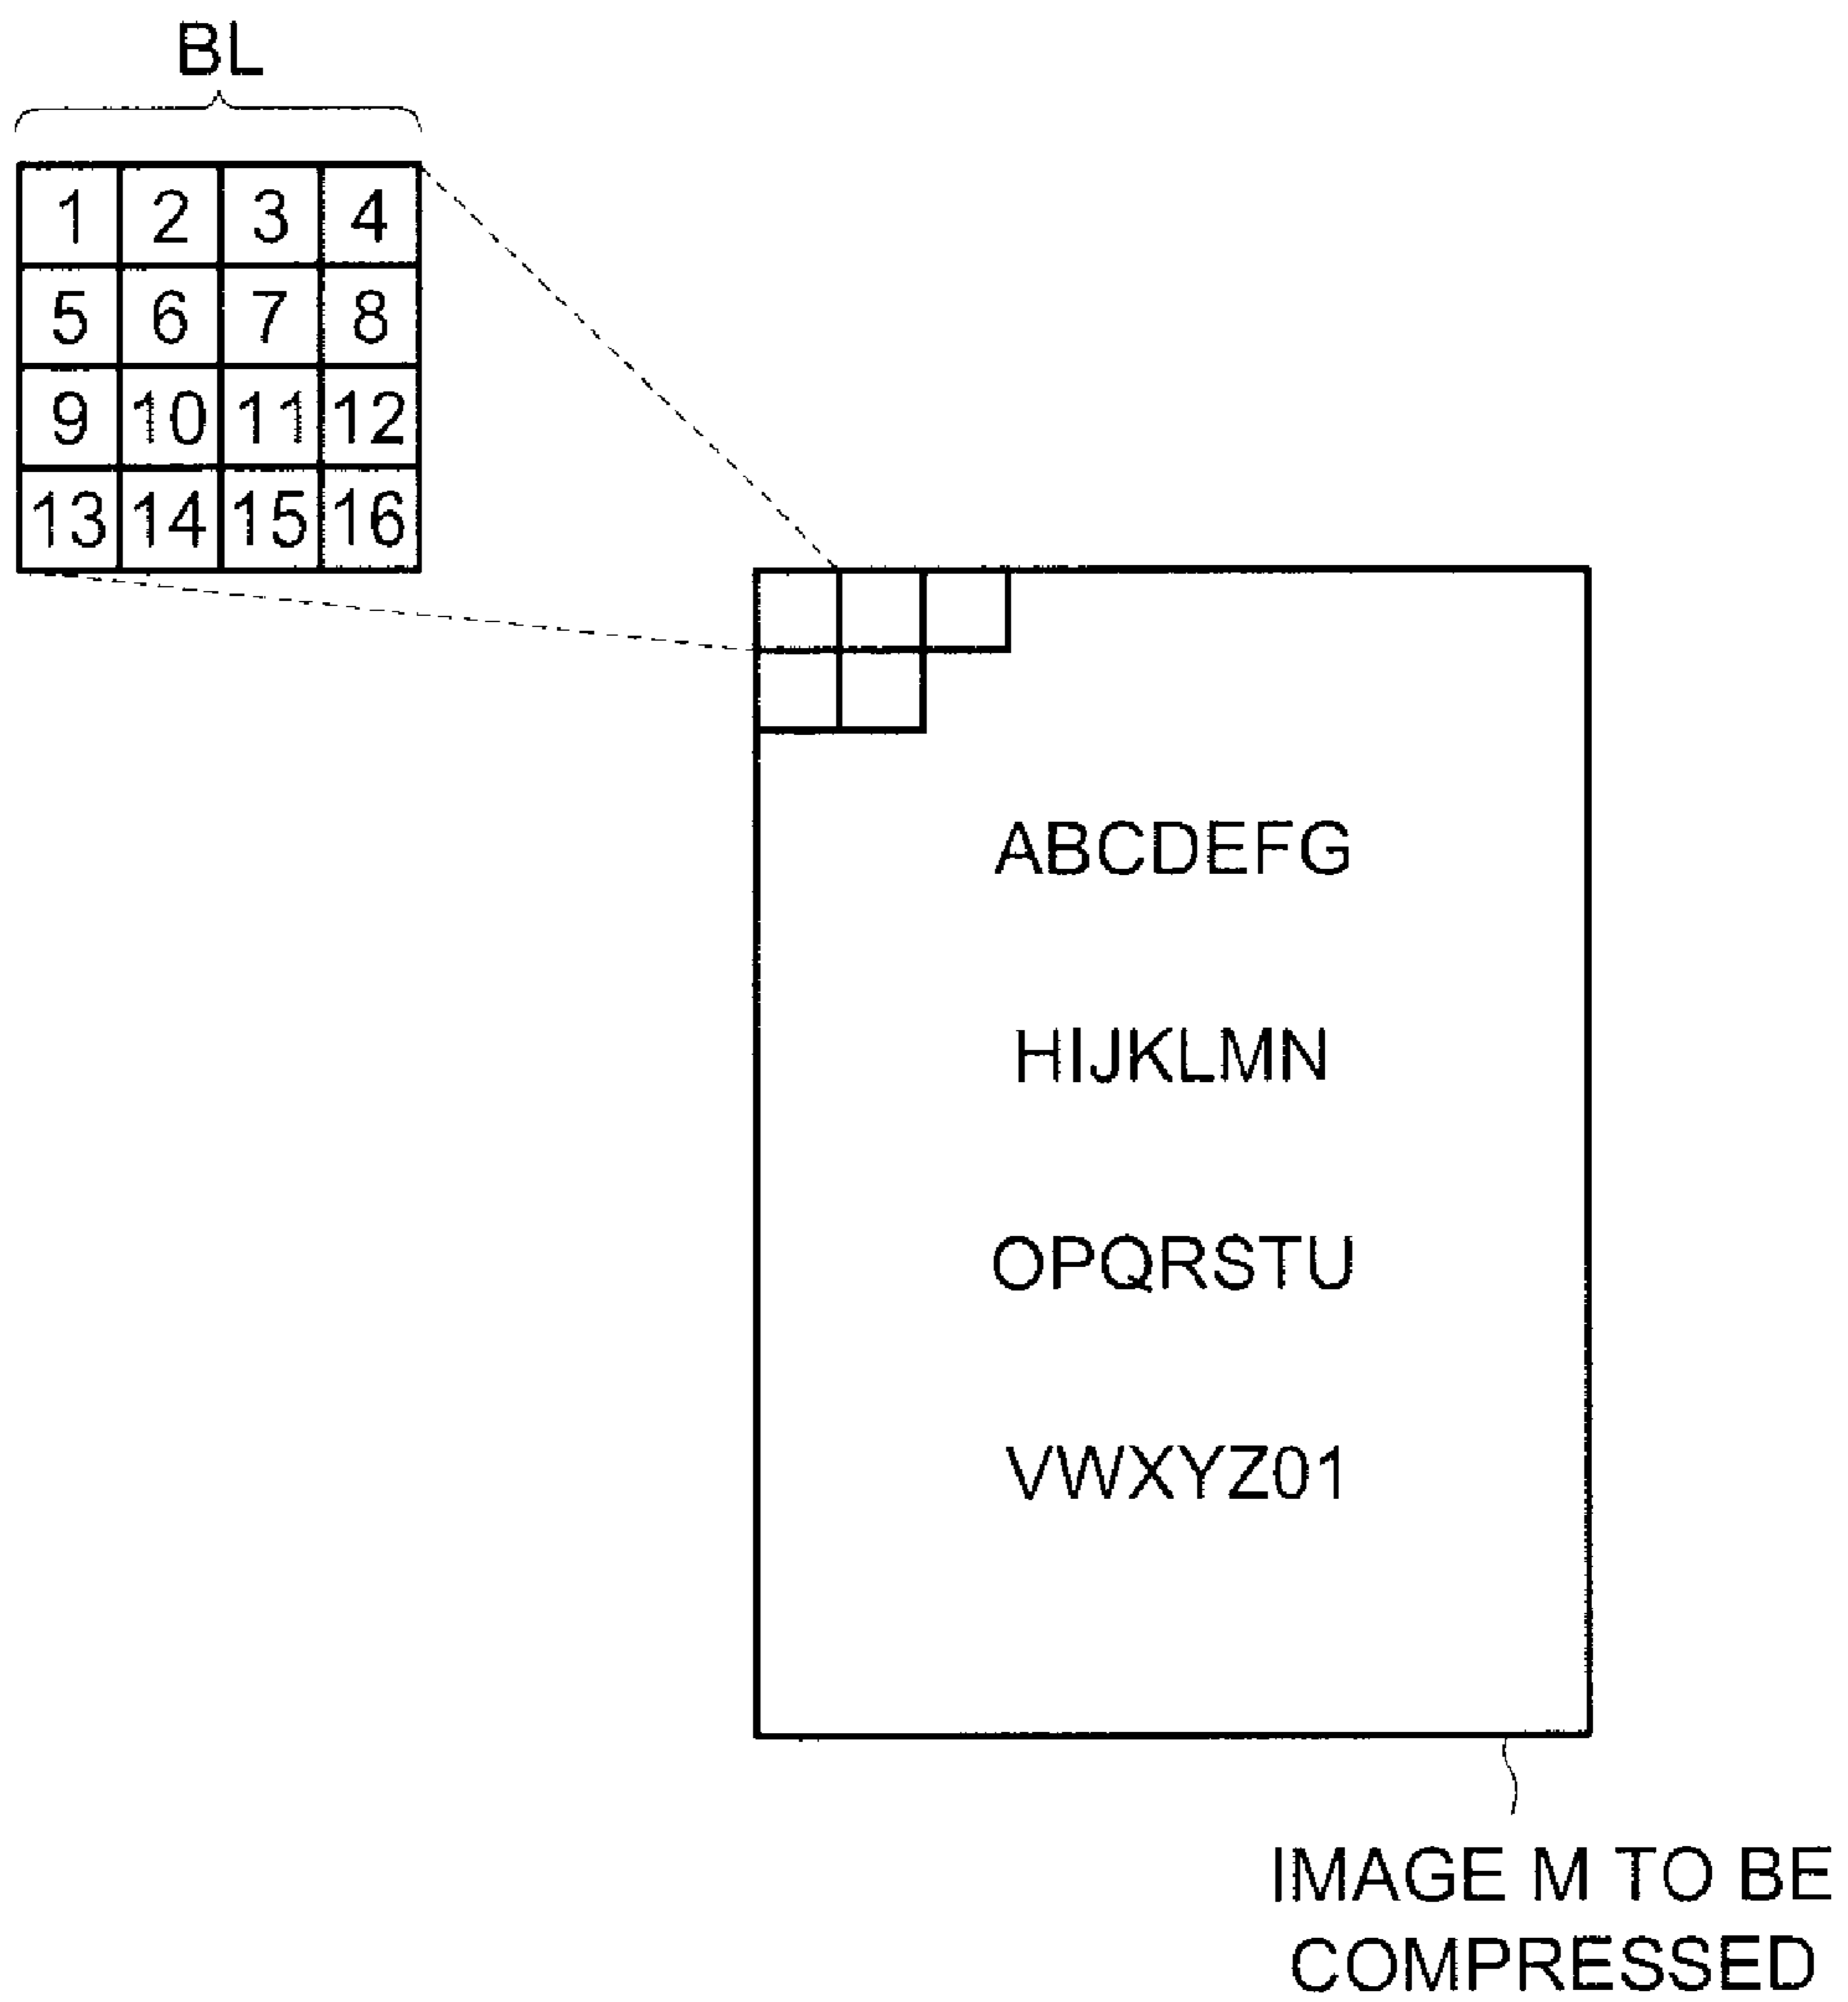 BL
1 2 3 4
5 6 7 8
9 10 11 12
13 14 15 16
ABCDEFG
HIJKLMN
OPQRSTU
VWXYZ01
IMAGE M TO BE
COMPRESSED